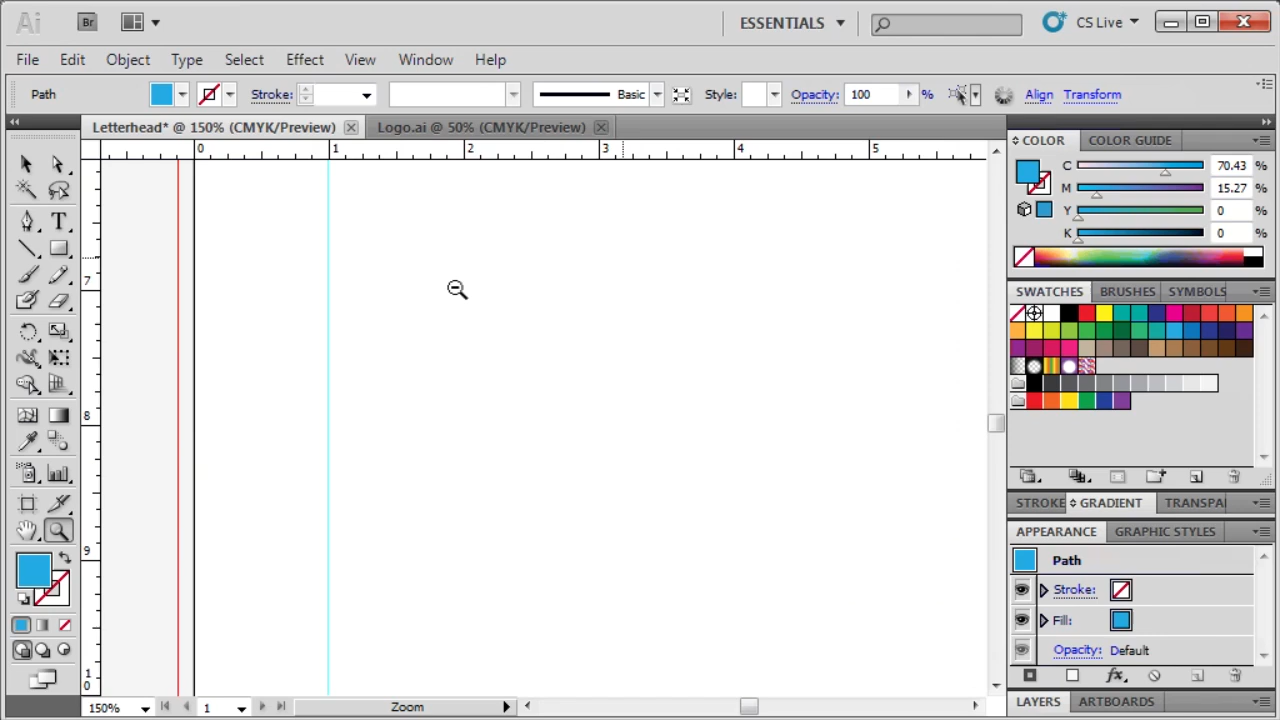 Ai
Br
ESSENTIALS
CS Live
File Edit Object Type Select Effect View Window Help
Path
Stroke:
Basic
Style:
Opacity: 100 %
Align
Transform
Letterhead* @ 150% (CMYK/Preview)
Logo.ai @ 50% (CMYK/Preview)
0 1 2 3 4 5
7
8
9
1
0
COLOR COLOR GUIDE
C 70.43 %
M 15.27 %
Y 0 %
K 0 %
SWATCHES BRUSHES SYMBOLS
STROKE GRADIENT TRANSPA
APPEARANCE GRAPHIC STYLES
Path
Stroke:
Fill:
Opacity: Default
fx
LAYERS ARTBOARDS
T
150% 1 Zoom